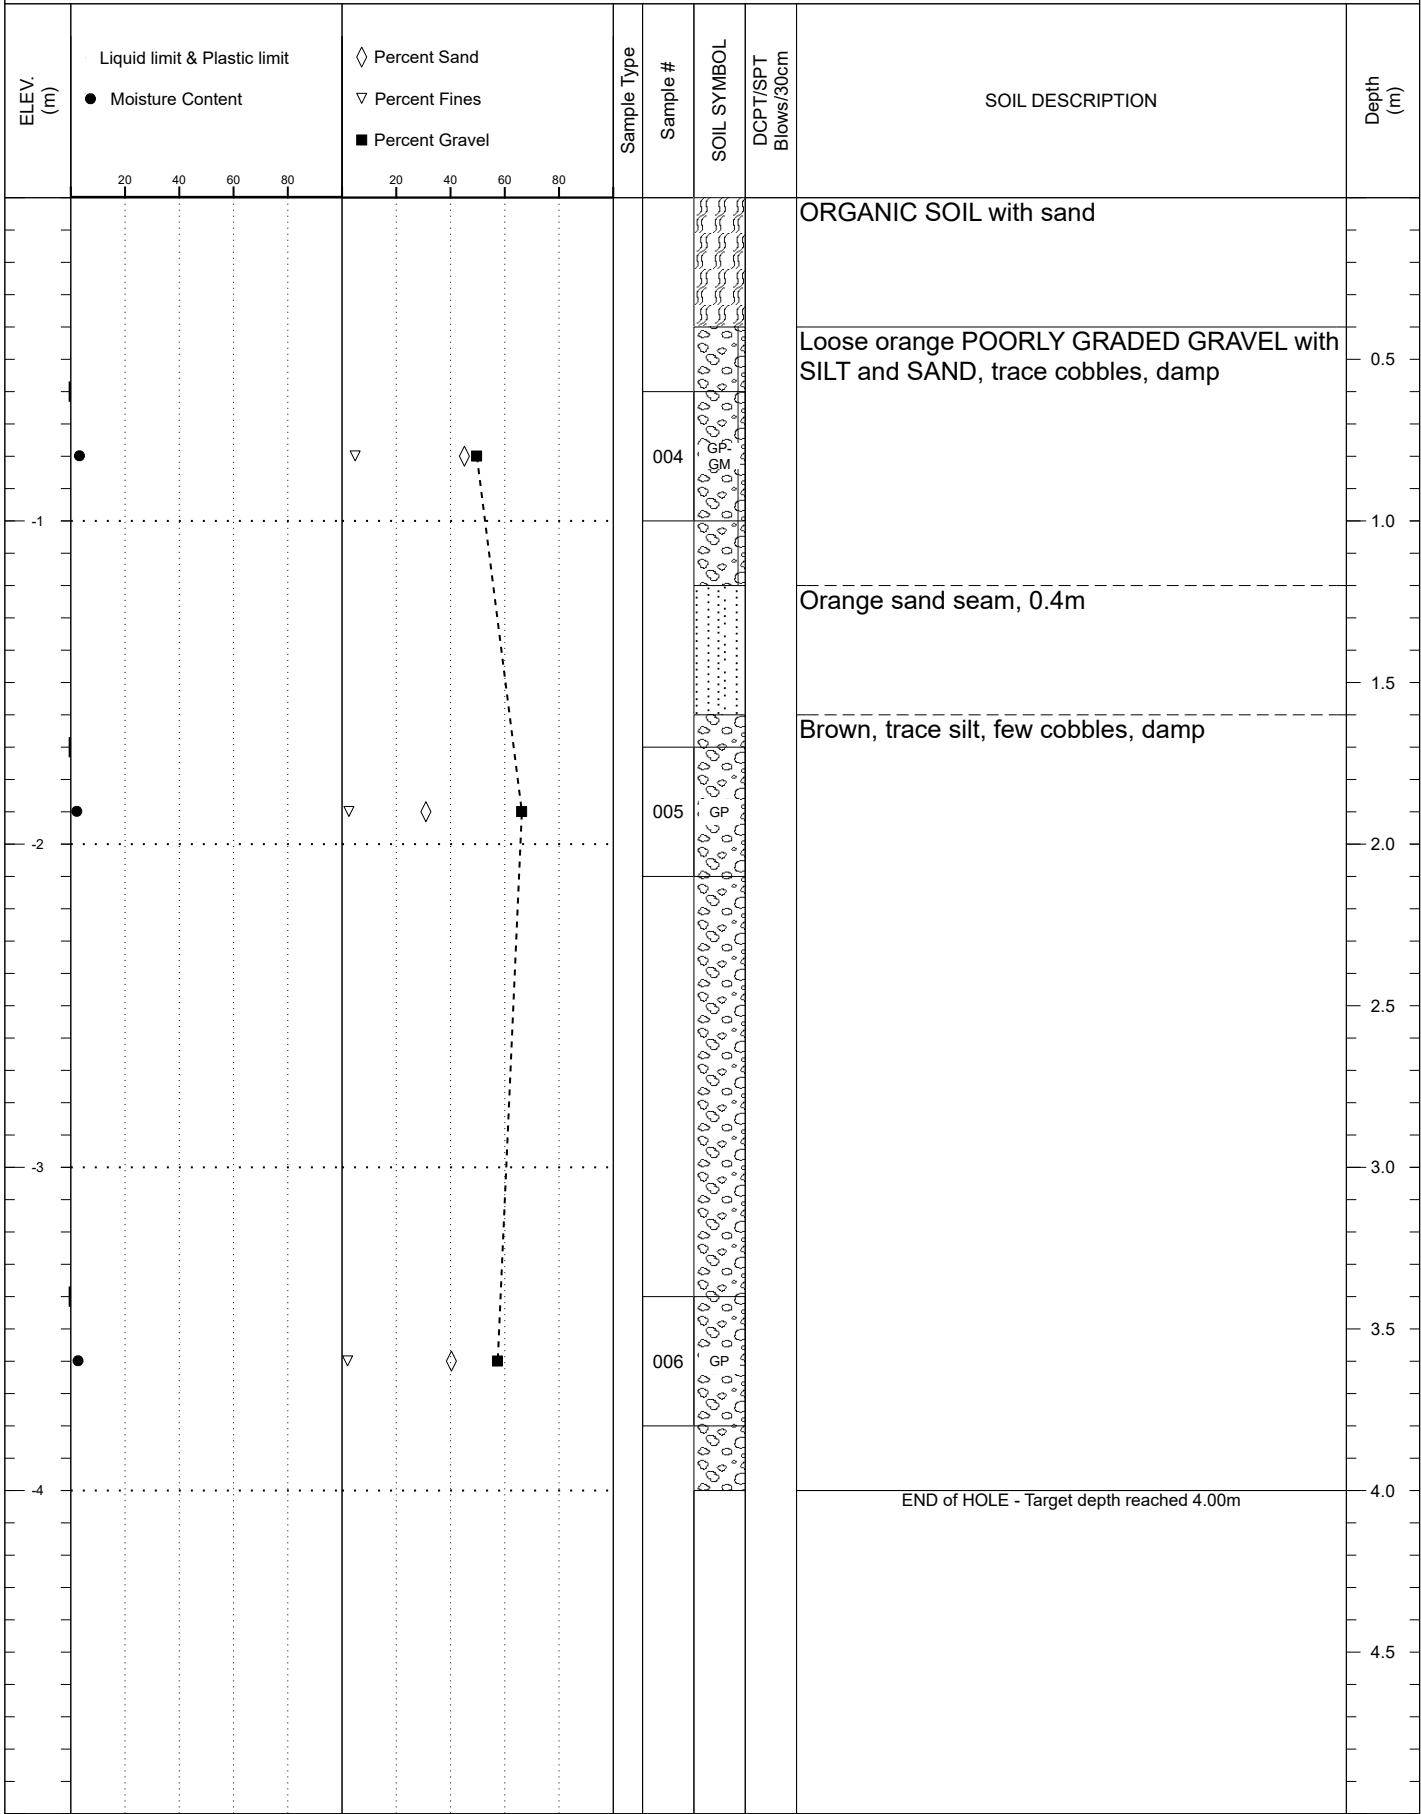 ELEV.
(m)
Liquid limit & Plastic limit
Moisture Content
Percent Sand
Percent Fines
Percent Gravel
Sample Type
Sample #
SOIL SYMBOL
DCPT/SPT
Blows/30cm
SOIL DESCRIPTION
Depth
(m)
20 40 60 80
20 40 60 80
ORGANIC SOIL with sand
Loose orange POORLY GRADED GRAVEL with
SILT and SAND, trace cobbles, damp
0.5
004
GP-
GM
-1
1.0
Orange sand seam, 0.4m
1.5
Brown, trace silt, few cobbles, damp
005
GP
-2
2.0
2.5
-3
3.0
3.5
006
GP
-4
4.0
END of HOLE - Target depth reached 4.00m
4.5